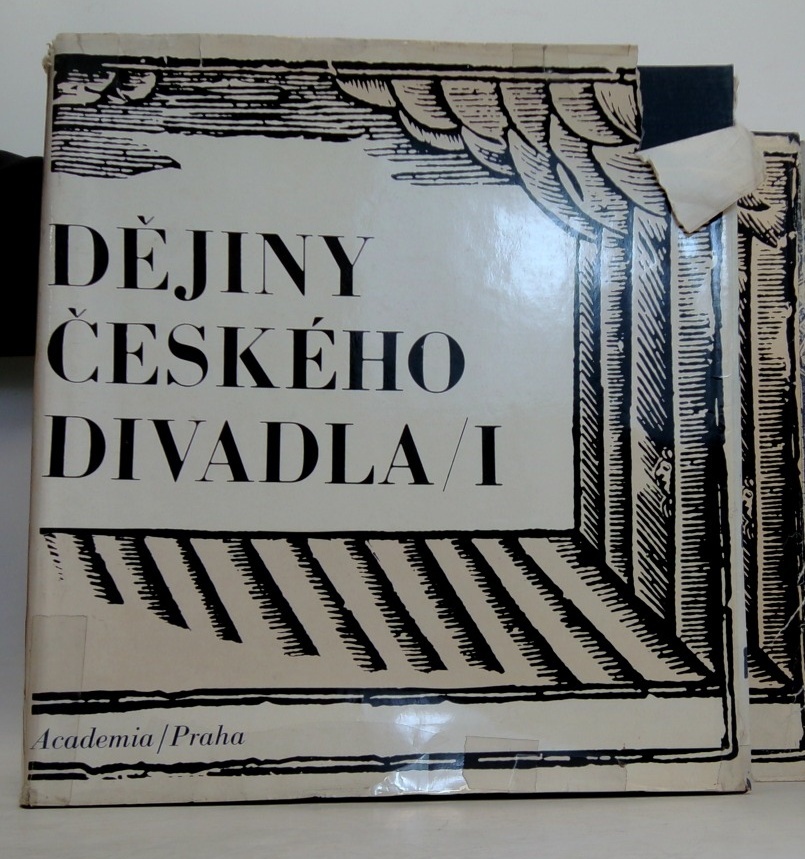 DĚJINY
ČESKÉHO
DIVADLA/I
Academia/Praha